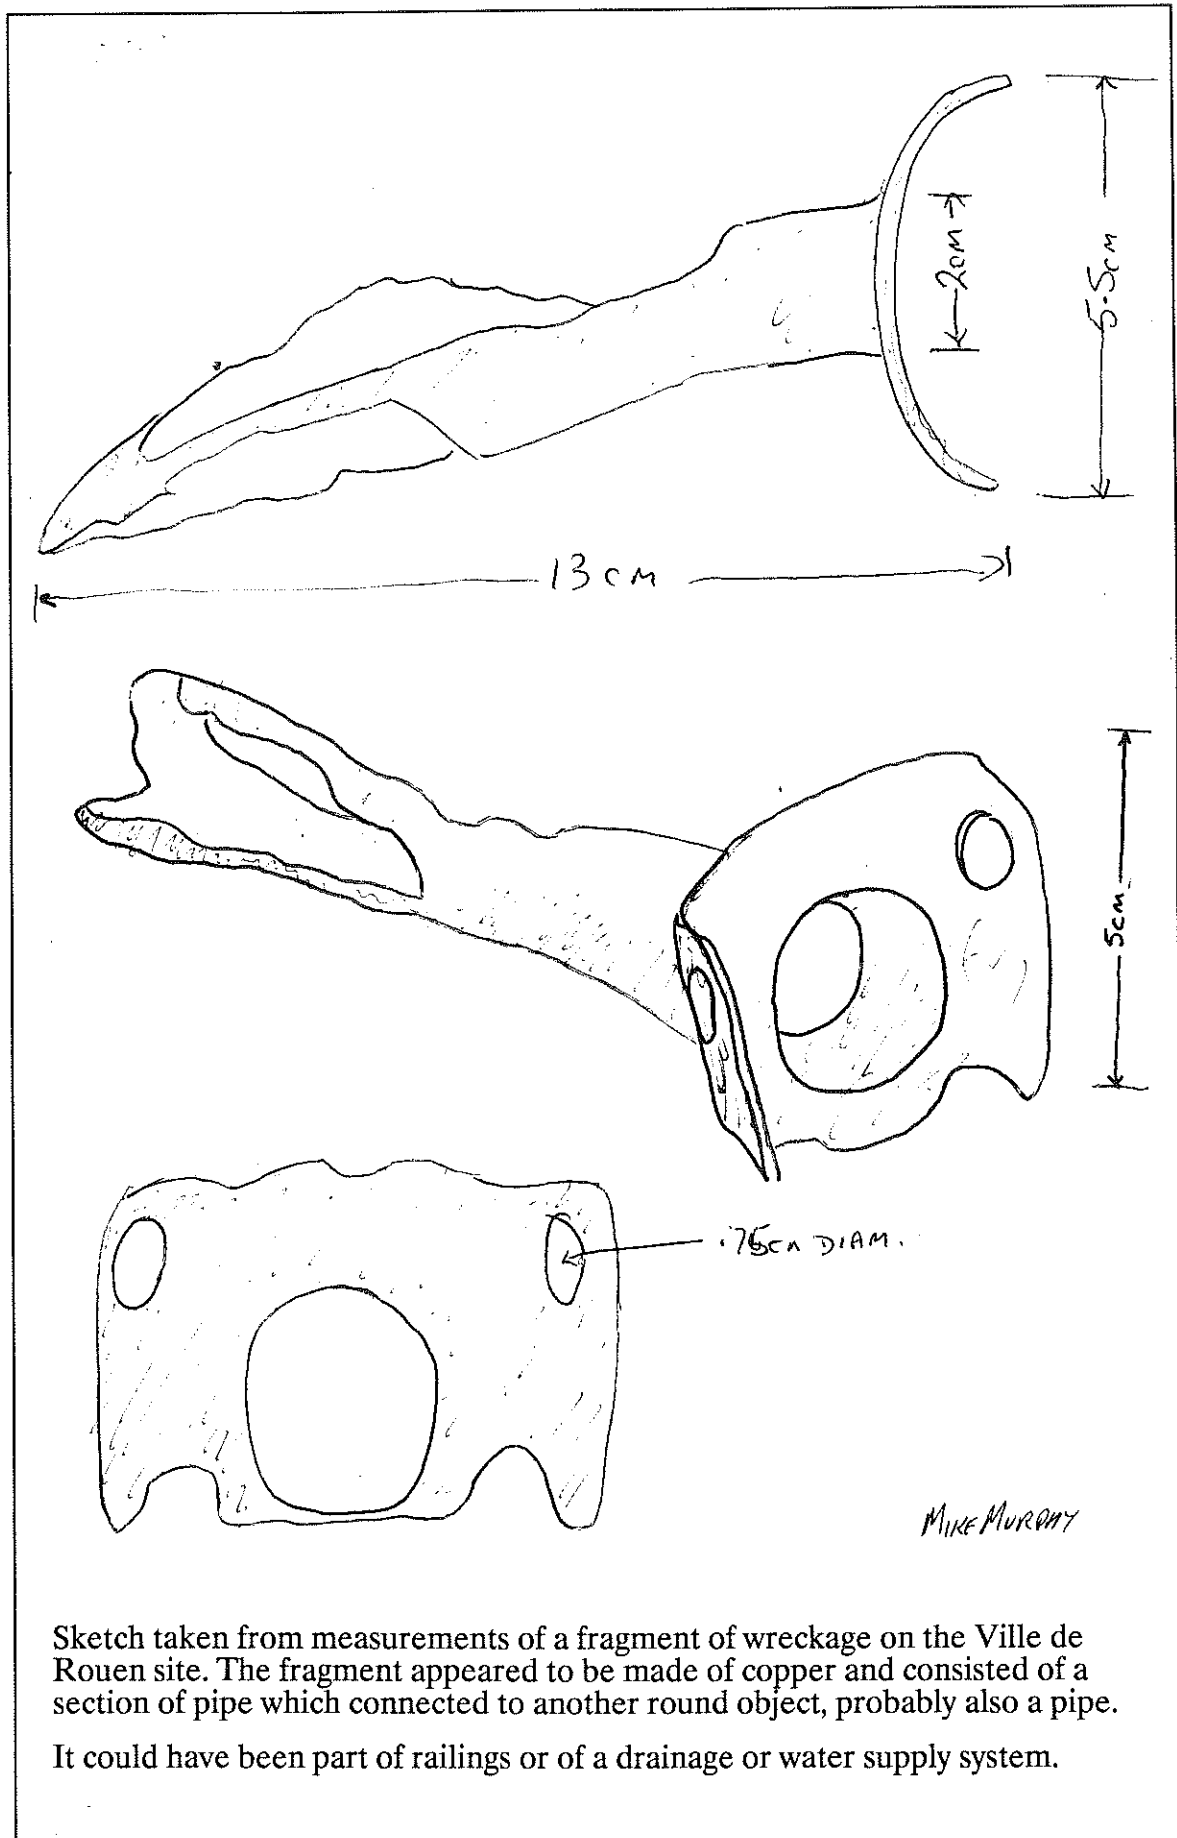 2cm
5.5cm
13cm
5cm
.75cm DIAM.
MIKE MURPHY
Sketch taken from measurements of a fragment of wreckage on the Ville de
Rouen site. The fragment appeared to be made of copper and consisted of a
section of pipe which connected to another round object, probably also a pipe.
It could have been part of railings or of a drainage or water supply system.